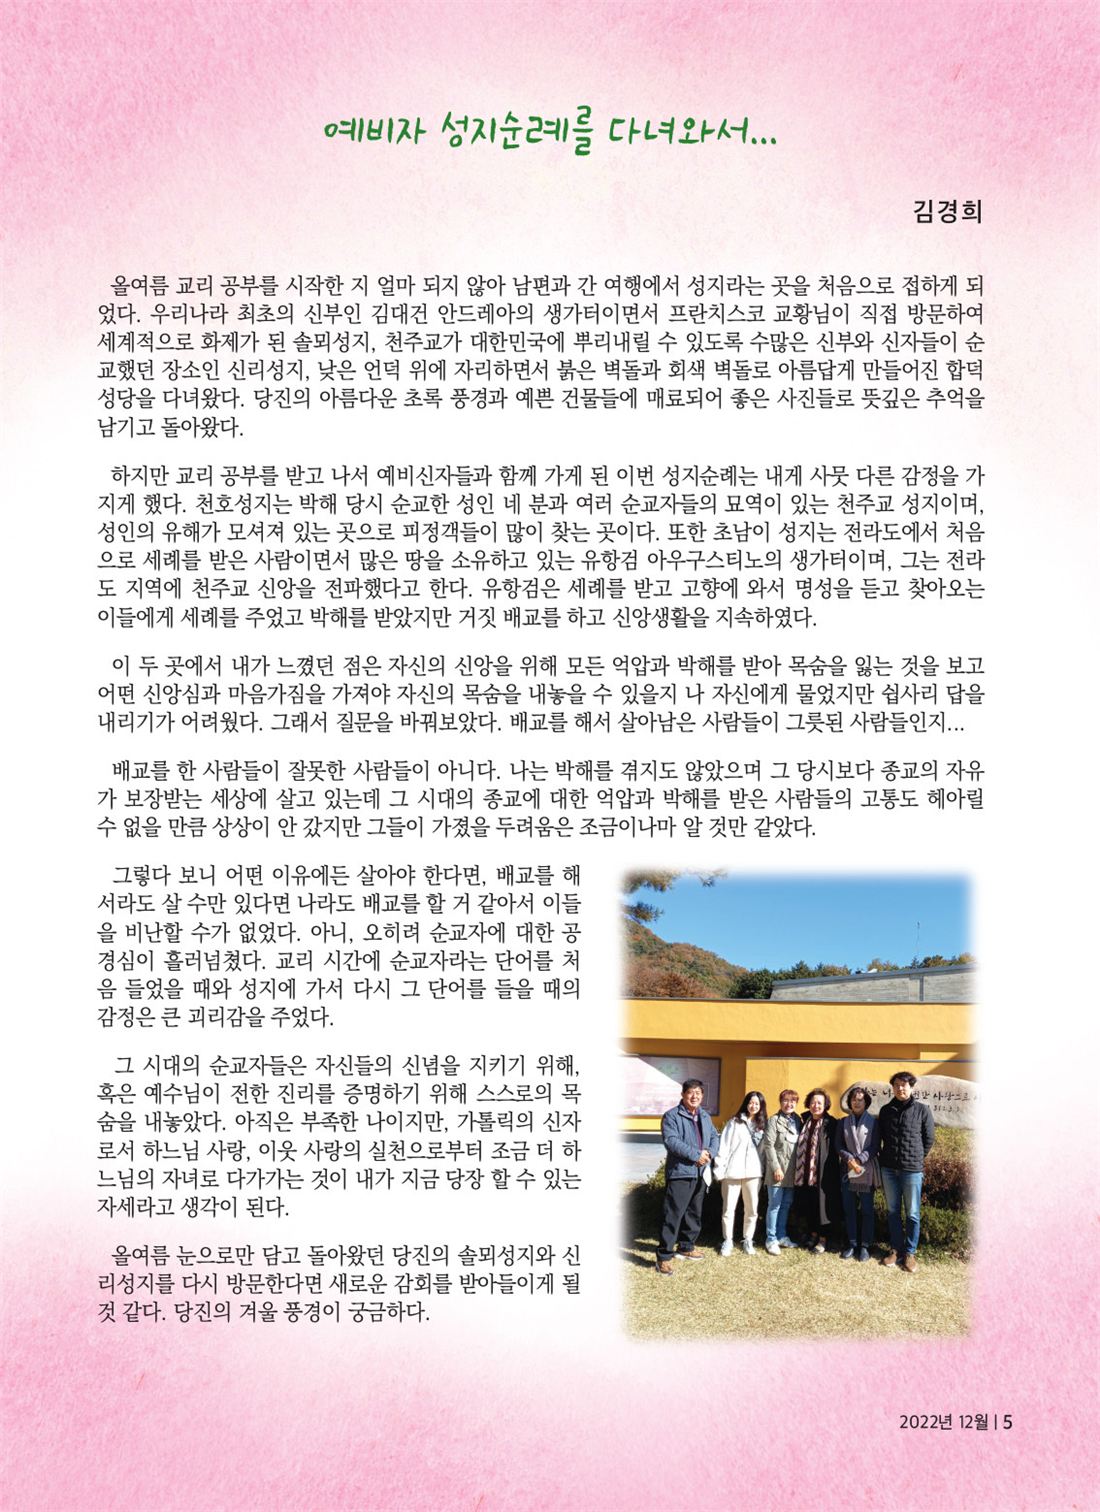 예비자 성지순례를 다녀와서...
김경희
올여름 교리 공부를 시작한 지 얼마 되지 않아 남편과 간 여행에서 성지라는 곳을 처음으로 접하게 되
었다. 우리나라 최초의 신부인 김대건 안드레아의 생가터이면서 프란치스코 교황님이 직접 방문하여
세계적으로 화제가 된 솔뫼성지, 천주교가 대한민국에 뿌리내릴 수 있도록 수많은 신부와 신자들이 순
교했던 장소인 신리성지, 낮은 언덕 위에 자리하면서 붉은 벽돌과 회색 벽돌로 아름답게 만들어진 합덕
성당을 다녀왔다. 당진의 아름다운 초록 풍경과 예쁜 건물들에 매료되어 좋은 사진들로 뜻깊은 추억을
남기고 돌아왔다.
하지만 교리 공부를 받고 나서 예비신자들과 함께 가게 된 이번 성지순례는 내게 사뭇 다른 감정을 가
지게 했다. 천호성지는 박해 당시 순교한 성인 네 분과 여러 순교자들의 묘역이 있는 천주교 성지이며,
성인의 유해가 모셔져 있는 곳으로 피정객들이 많이 찾는 곳이다. 또한 초남이 성지는 전라도에서 처음
으로 세례를 받은 사람이면서 많은 땅을 소유하고 있는 유항검 아우구스티노의 생가터이며, 그는 전라
도 지역에 천주교 신앙을 전파했다고 한다. 유항검은 세례를 받고 고향에 와서 명성을 듣고 찾아오는
이들에게 세례를 주었고 박해를 받았지만 거짓 배교를 하고 신앙생활을 지속하였다.
이 두 곳에서 내가 느꼈던 점은 자신의 신앙을 위해 모든 억압과 박해를 받아 목숨을 잃는 것을 보고
어떤 신앙심과 마음가짐을 가져야 자신의 목숨을 내놓을 수 있을지 나 자신에게 물었지만 쉽사리 답을
내리기가 어려웠다. 그래서 질문을 바꿔보았다. 배교를 해서 살아남은 사람들이 그릇된 사람들인지...
배교를 한 사람들이 잘못한 사람들이 아니다. 나는 박해를 겪지도 않았으며 그 당시보다 종교의 자유
가 보장받는 세상에 살고 있는데 그 시대의 종교에 대한 억압과 박해를 받은 사람들의 고통도 헤아릴
수 없을 만큼 상상이 안 갔지만 그들이 가졌을 두려움은 조금이나마 알 것만 같았다.
그렇다 보니 어떤 이유에든 살아야 한다면, 배교를 해
서라도 살 수만 있다면 나라도 배교를 할 거 같아서 이들
을 비난할 수가 없었다. 아니, 오히려 순교자에 대한 공
경심이 흘러넘쳤다. 교리 시간에 순교자라는 단어를 처
음 들었을 때와 성지에 가서 다시 그 단어를 들을 때의
감정은 큰 괴리감을 주었다.
그 시대의 순교자들은 자신들의 신념을 지키기 위해,
혹은 예수님이 전한 진리를 증명하기 위해 스스로의 목
숨을 내놓았다. 아직은 부족한 나이지만, 가톨릭의 신자
로서 하느님 사랑, 이웃 사랑의 실천으로부터 조금 더 하
느님의 자녀로 다가가는 것이 내가 지금 당장 할 수 있는
자세라고 생각이 된다.
올여름 눈으로만 담고 돌아왔던 당진의 솔뫼성지와 신
리성지를 다시 방문한다면 새로운 감회를 받아들이게 될
것 같다. 당진의 겨울 풍경이 궁금하다.
2022년 12월 | 5